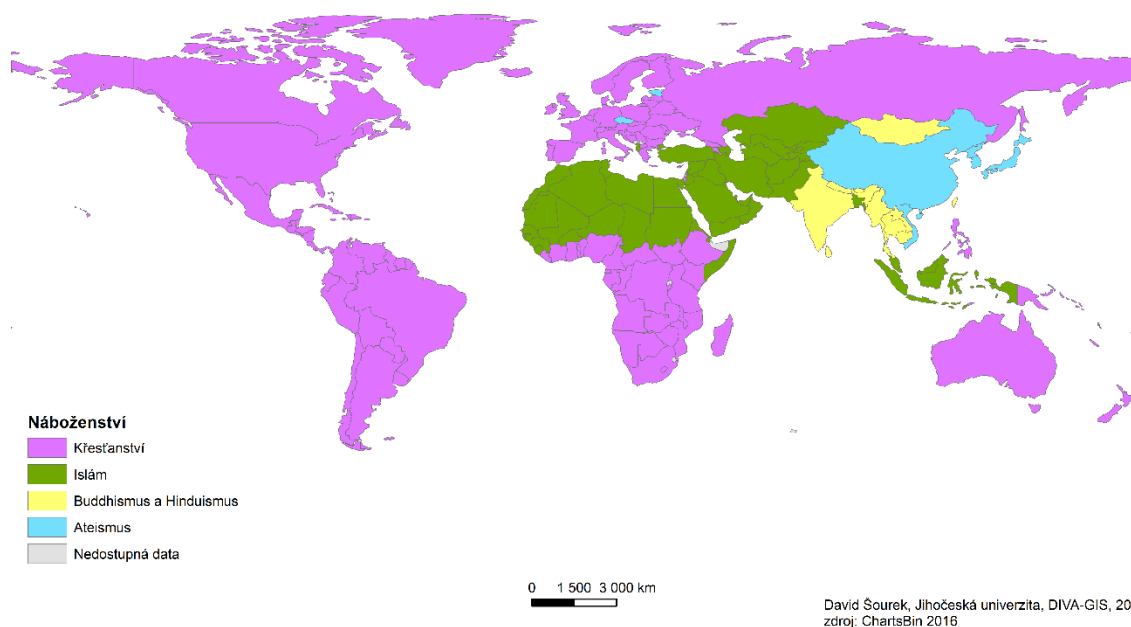 Náboženství
Křesťanství
Islám
Buddhismus a Hinduismus
Ateismus
Nedostupná data
0 1 500 3 000 km
David Šourek, Jihočeská univerzita, DIVA-GIS, 20
zdroj: ChartsBin 2016